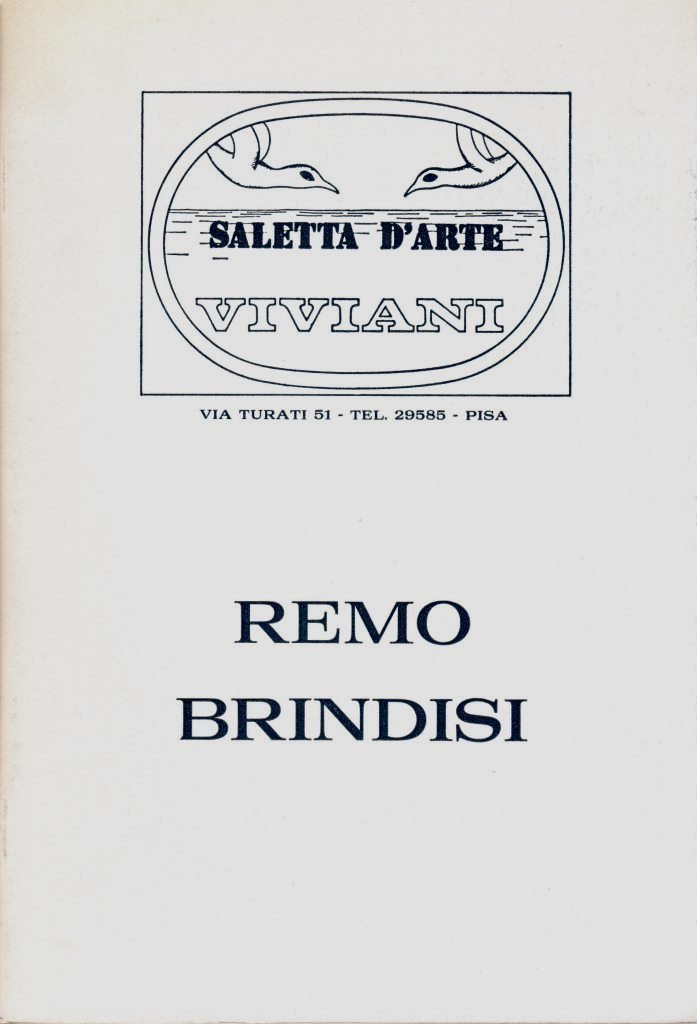 SALETTA D'ARTE
VIVIANI
VIA TURATI 51 - TEL. 29585 - PISA
REMO
BRINDISI